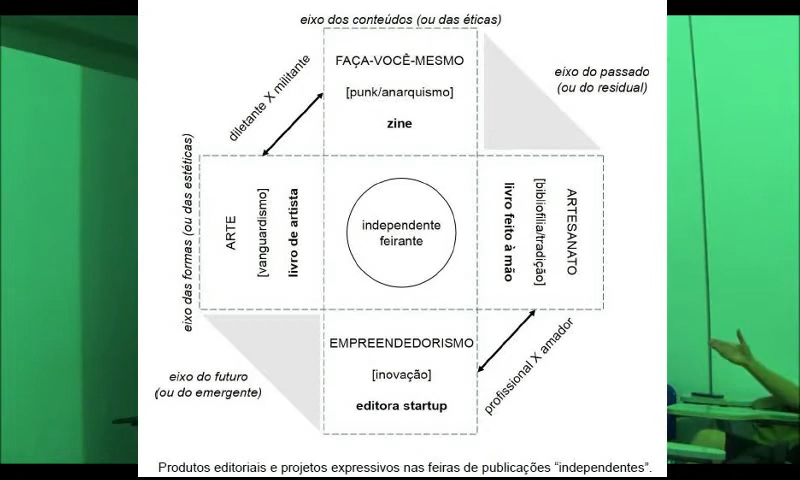 eixo dos conteúdos (ou das éticas)
FAÇA-VOCÊ-MESMO
[punk/anarquismo]
zine
diletante X militante
eixo do passado
(ou do residual)
eixo das formas (ou das estéticas)
ARTE
[vanguardismo]
livro de artista
independente
feirante
livro feito à mão
[bibliofilia/tradição]
ARTESANATO
EMPREENDEDORISMO
[inovação]
editora startup
profissional X amador
eixo do futuro
(ou do emergente)
Produtos editoriais e projetos expressivos nas feiras de publicações “independentes”.